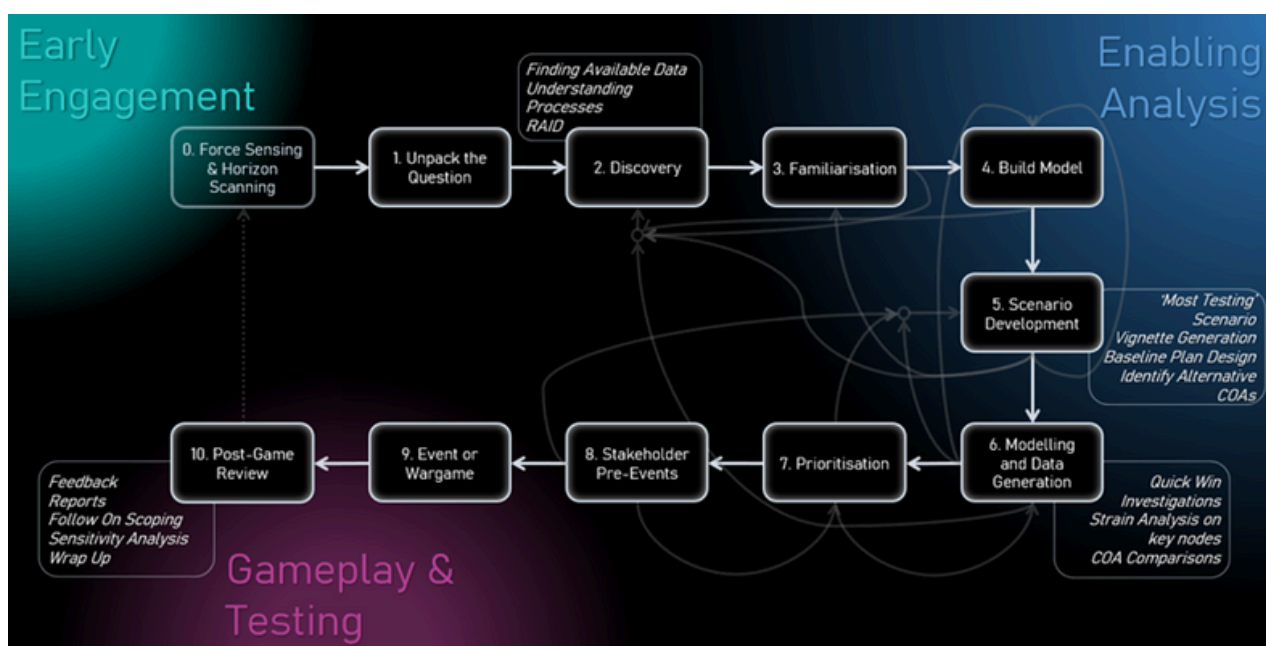 Early
Engagement
Enabling
Analysis
Finding Available Data
Understanding
Processes
RAID
0. Force Sensing
& Horizon
Scanning
1. Unpack the
Question
2. Discovery
3. Familiarisation
4. Build Model
5. Scenario
Development
'Most Testing'
Scenario
Vignette Generation
Baseline Plan Design
Identify Alternative
COAs
10. Post-Game
Review
9. Event or
Wargame
8. Stakeholder
Pre-Events
7. Prioritisation
6. Modelling
and Data
Generation
Feedback
Reports
Follow On Scoping
Sensitivity Analysis
Wrap Up
Quick Win
Investigations
Strain Analysis on
key nodes
COA Comparisons
Gameplay &
Testing